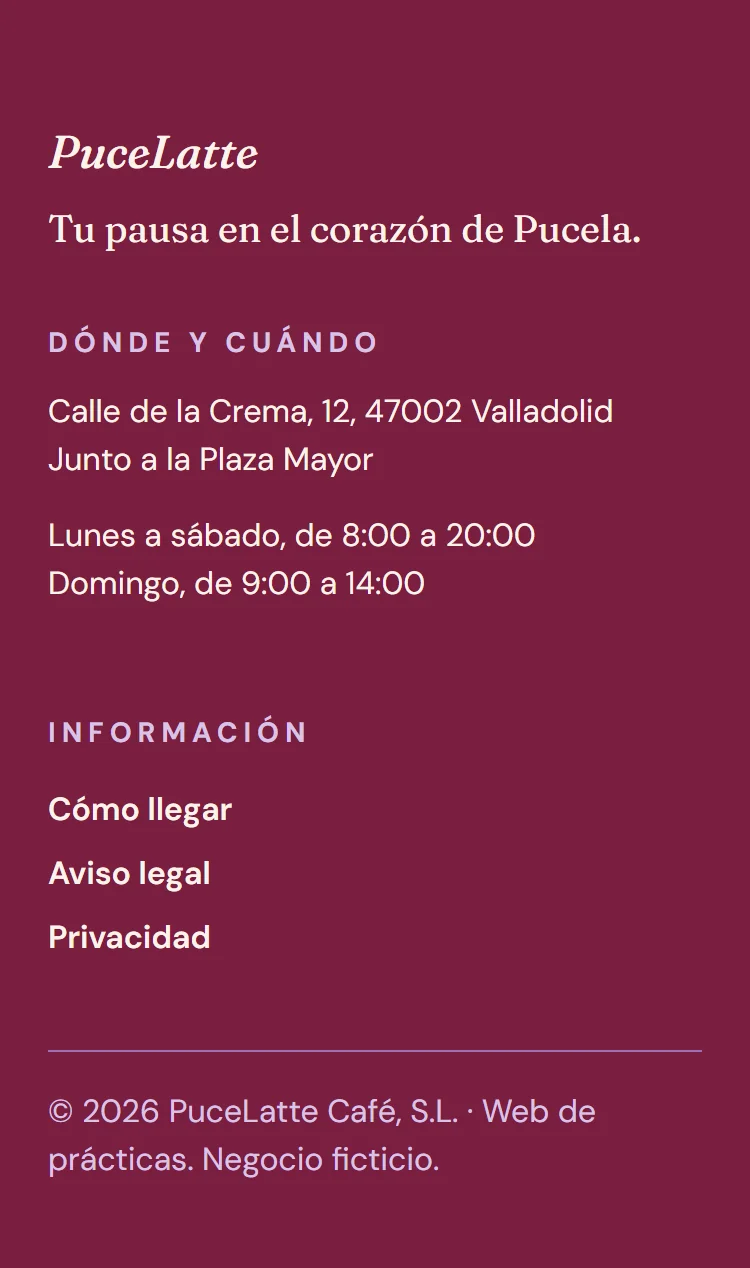 PuceLatte
Tu pausa en el corazón de Pucela.
DÓNDE Y CUÁNDO
Calle de la Crema, 12, 47002 Valladolid
Junto a la Plaza Mayor
Lunes a sábado, de 8:00 a 20:00
Domingo, de 9:00 a 14:00
INFORMACIÓN
Cómo llegar
Aviso legal
Privacidad
© 2026 PuceLatte Café, S.L. · Web de
prácticas. Negocio ficticio.